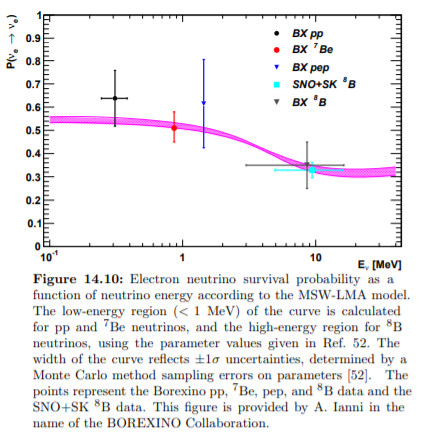 P(νe → νe)
1
0.9
0.8
0.7
0.6
0.5
0.4
0.3
0.2
0.1
0
BX pp
BX ⁷Be
BX pep
SNO+SK ⁸B
BX ⁸B
10⁻¹
1
10
Eν [MeV]
Figure 14.10: Electron neutrino survival probability as a
function of neutrino energy according to the MSW-LMA model.
The low-energy region (< 1 MeV) of the curve is calculated
for pp and ⁷Be neutrinos, and the high-energy region for ⁸B
neutrinos, using the parameter values given in Ref. 52. The
width of the curve reflects ±1σ uncertainties, determined by a
Monte Carlo method sampling errors on parameters [52]. The
points represent the Borexino pp, ⁷Be, pep, and ⁸B data and the
SNO+SK ⁸B data. This figure is provided by A. Ianni in the
name of the BOREXINO Collaboration.